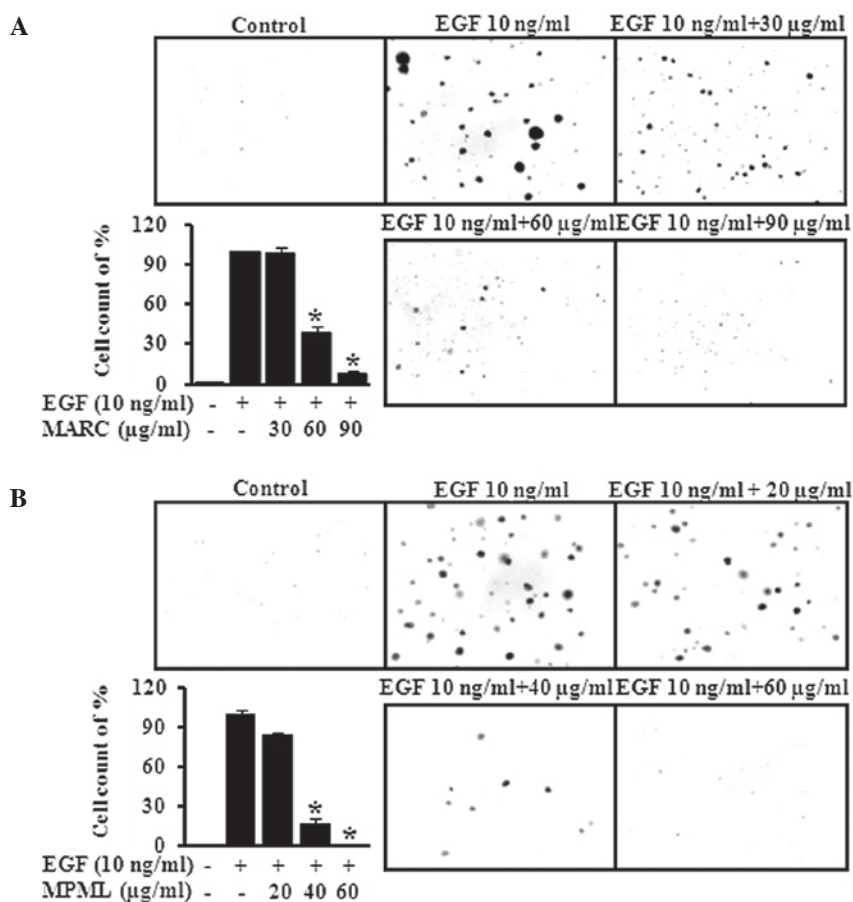 A
Control
EGF 10 ng/ml
EGF 10 ng/ml+30 µg/ml
EGF 10 ng/ml+60 µg/ml
EGF 10 ng/ml+90 µg/ml
Cell count of %
120
90
60
30
0
*
*
EGF (10 ng/ml) - + + + +
MARC (µg/ml) - - 30 60 90
B
Control
EGF 10 ng/ml
EGF 10 ng/ml + 20 µg/ml
EGF 10 ng/ml+40 µg/ml
EGF 10 ng/ml+60 µg/ml
Cell count of %
120
90
60
30
0
*
*
EGF (10 ng/ml) - + + + +
MPML (µg/ml) - - 20 40 60